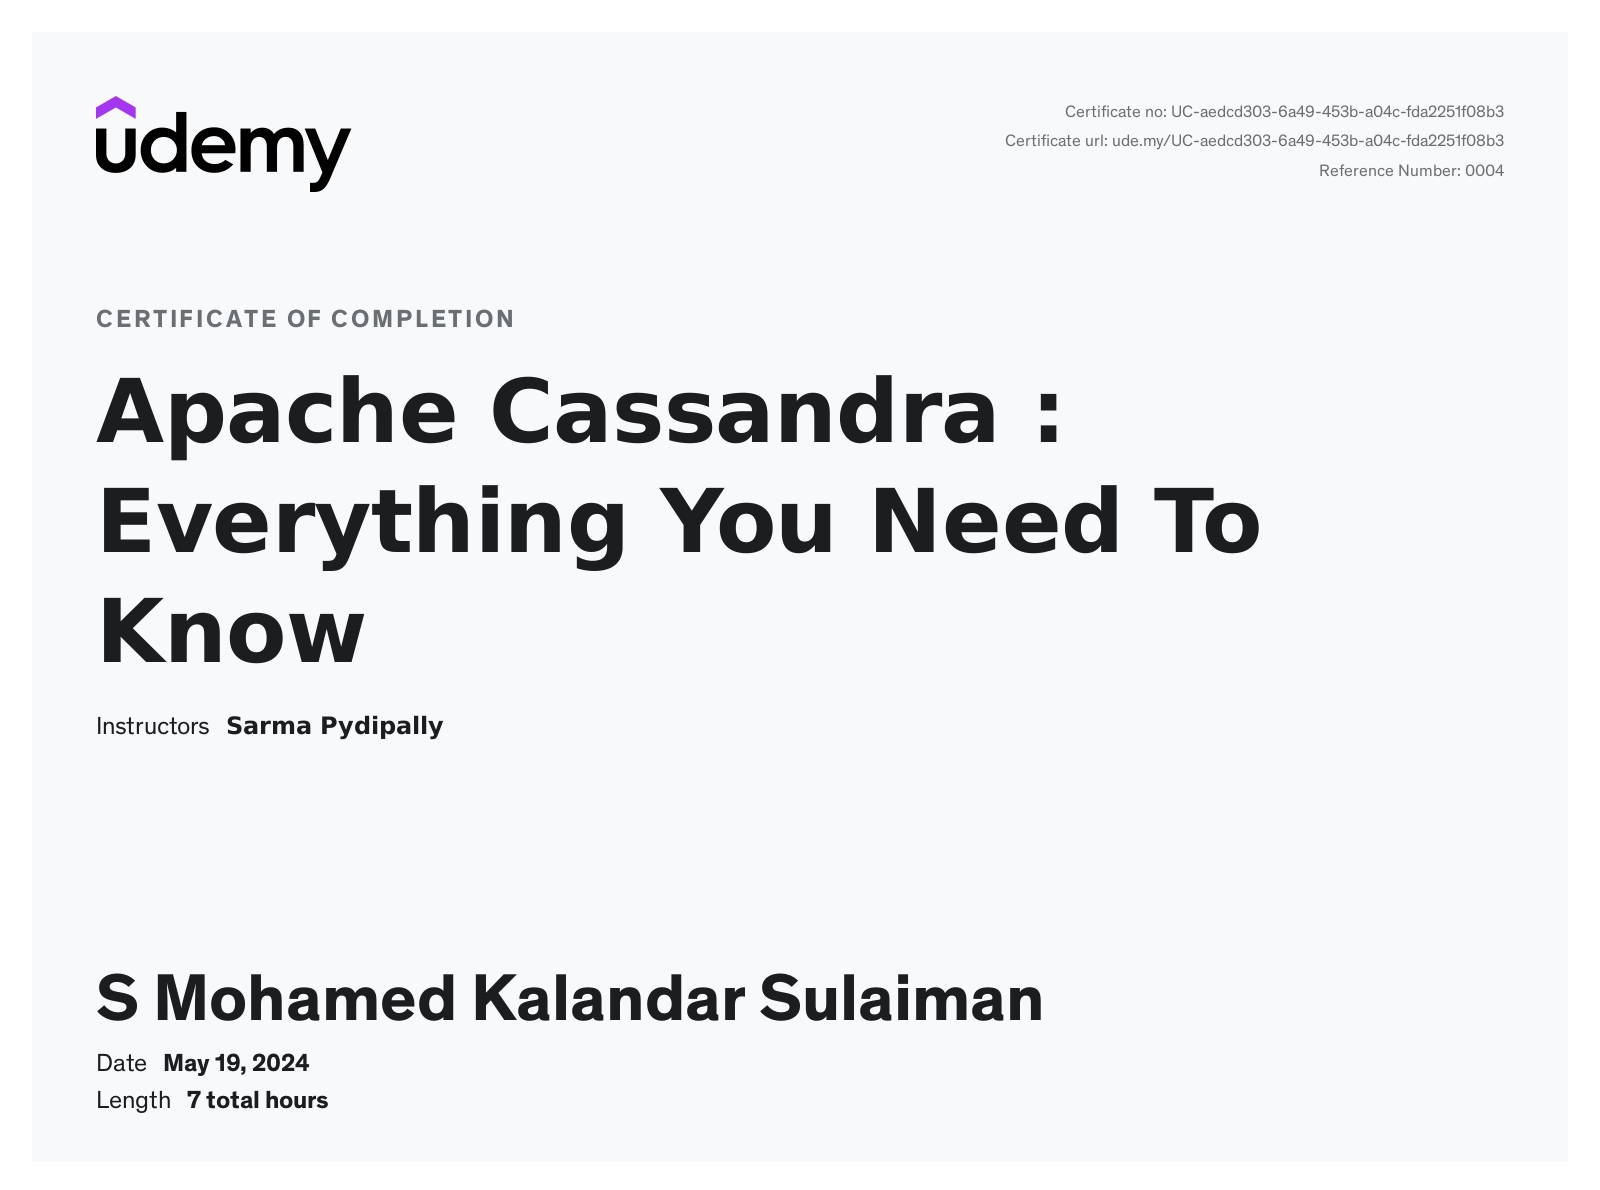 udemy
Certificate no: UC-aedcd303-6a49-453b-a04c-fda2251f08b3
Certificate url: ude.my/UC-aedcd303-6a49-453b-a04c-fda2251f08b3
Reference Number: 0004
CERTIFICATE OF COMPLETION
Apache Cassandra :
Everything You Need To
Know
Instructors Sarma Pydipally
S Mohamed Kalandar Sulaiman
Date May 19, 2024
Length 7 total hours